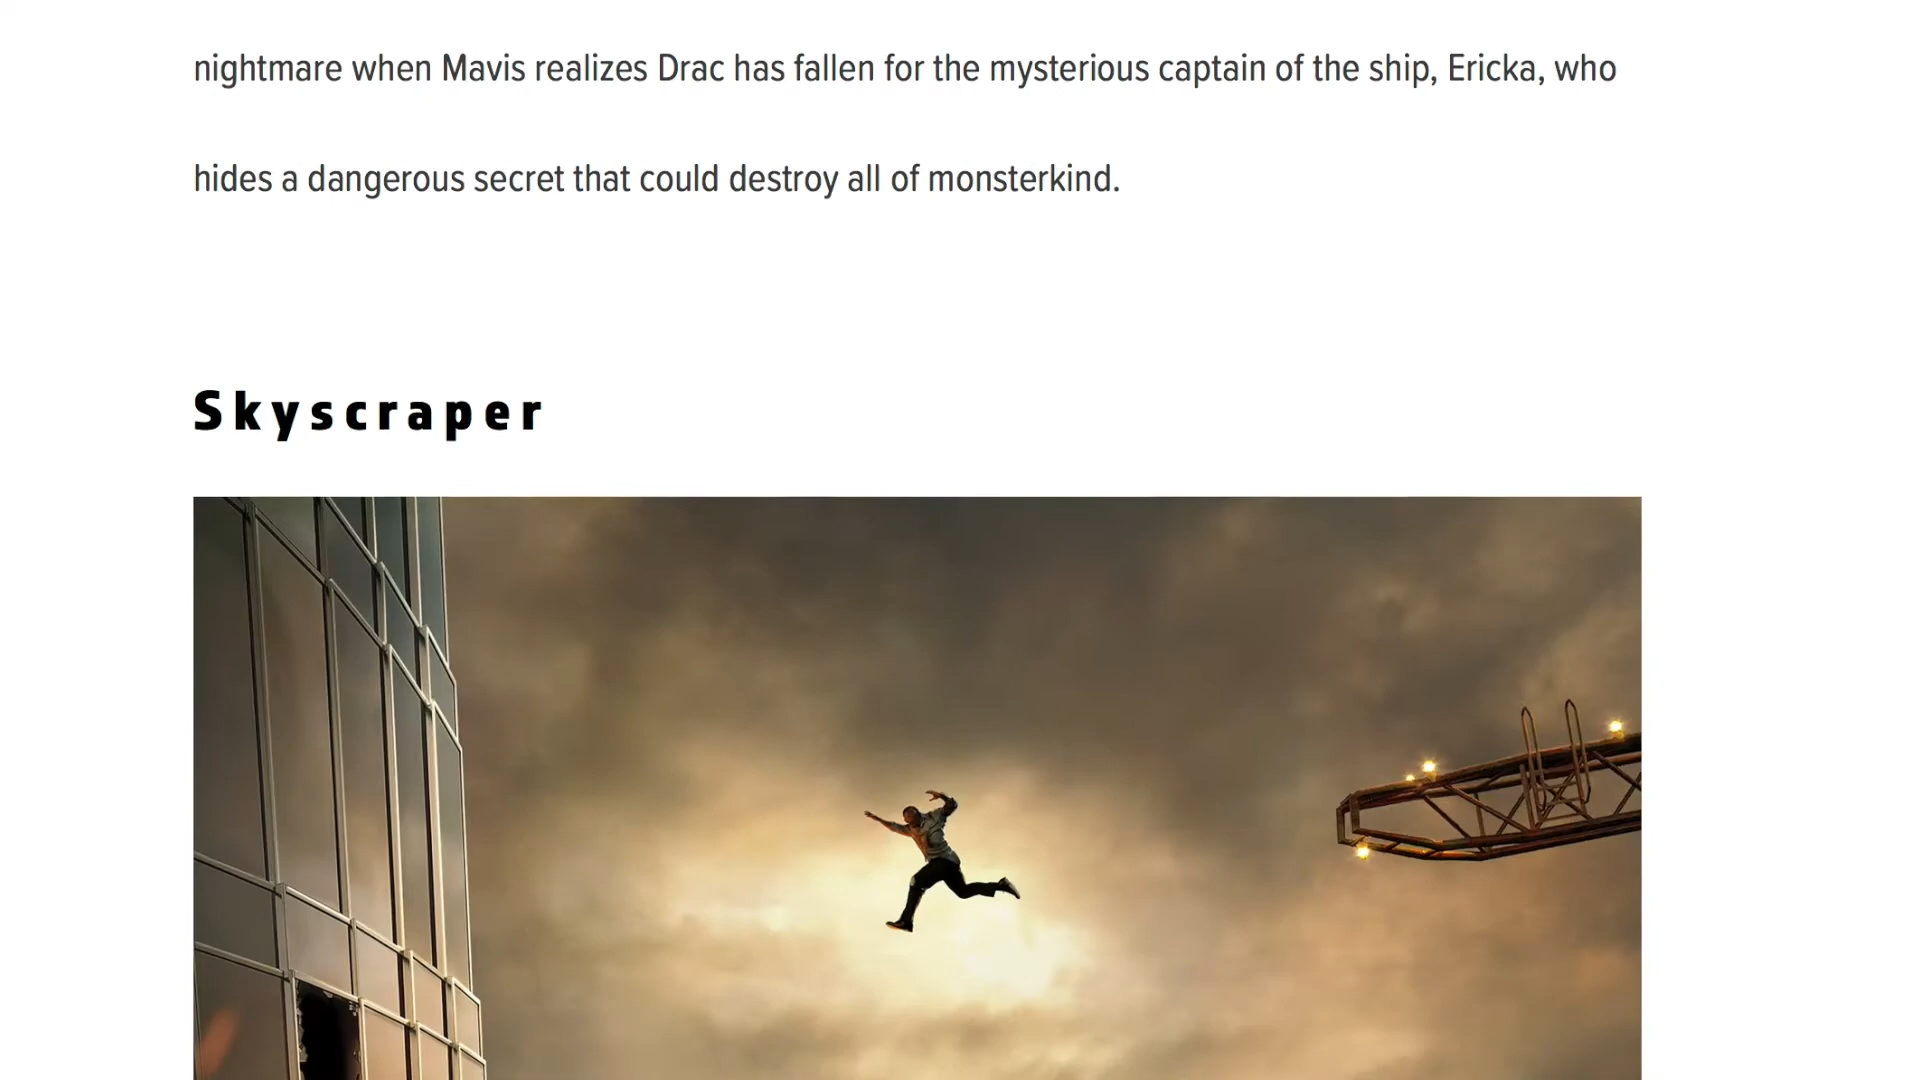 nightmare when Mavis realizes Drac has fallen for the mysterious captain of the ship, Ericka, who
hides a dangerous secret that could destroy all of monsterkind.
Skyscraper